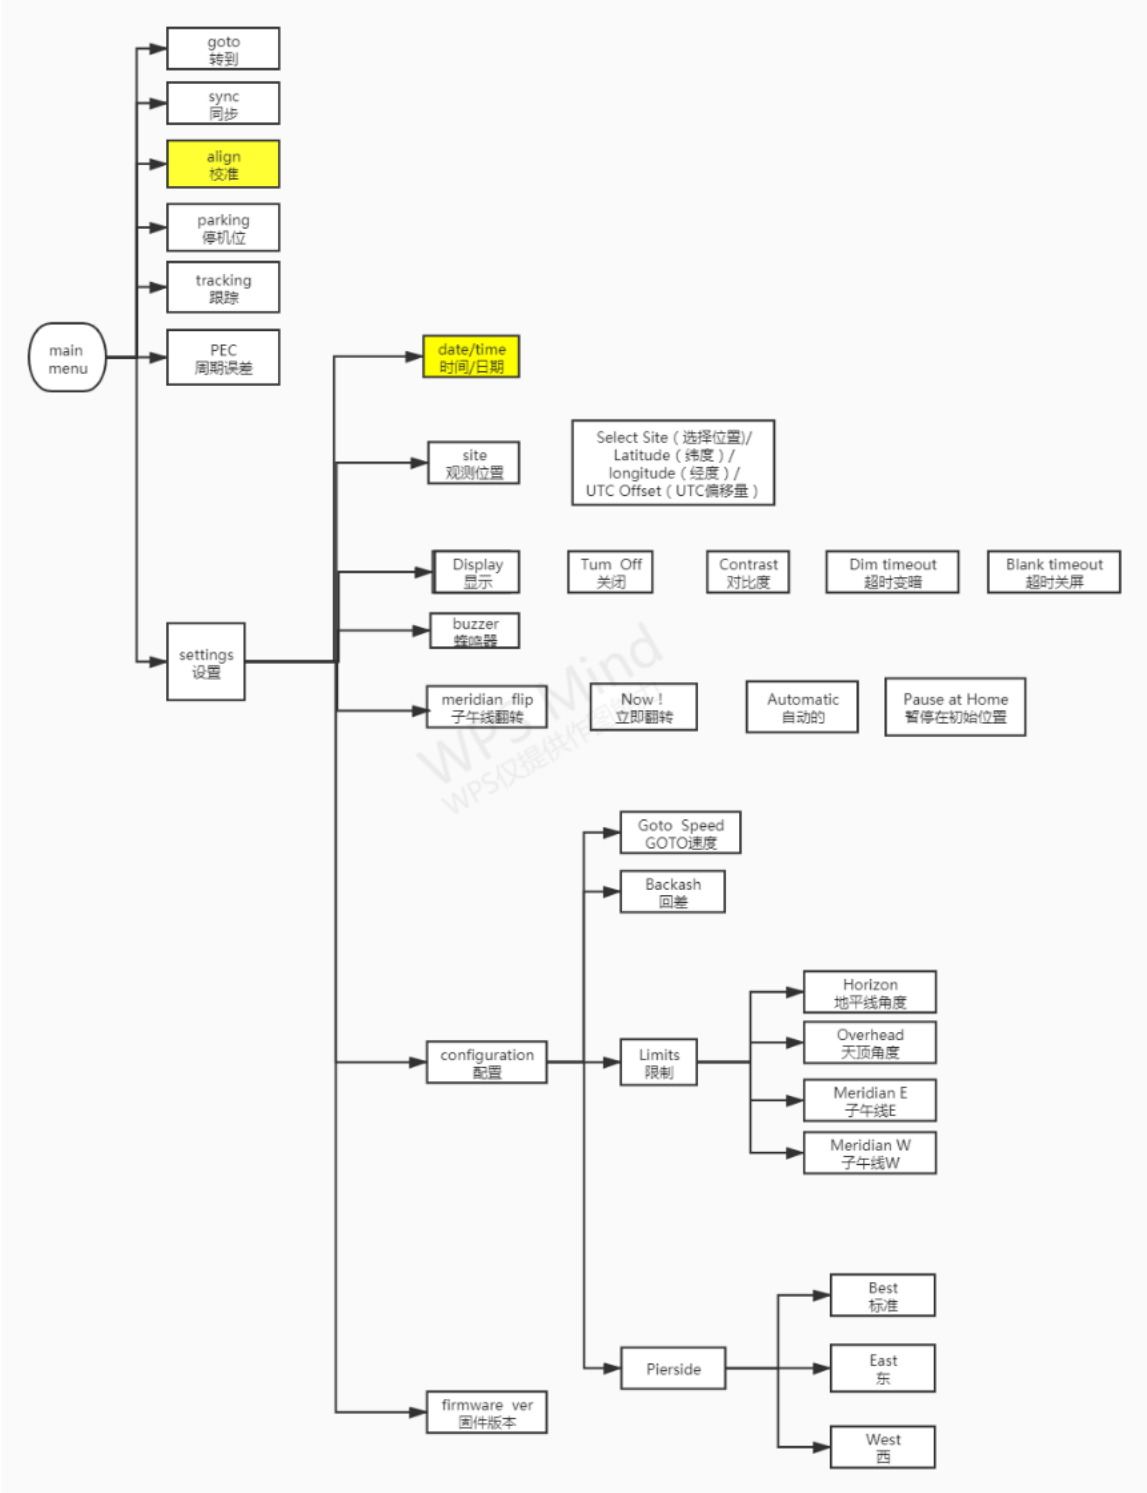 goto
转到
sync
同步
align
校准
parking
停机位
tracking
跟踪
main
menu
PEC
周期误差
date/time
时间/日期
site
观测位置
Select Site ( 选择位置)/
Latitude ( 纬度 ) /
longitude ( 经度 ) /
UTC Offset ( UTC偏移量 )
Display
显示
Tum Off
关闭
Contrast
对比度
Dim timeout
超时变暗
Blank timeout
超时关屏
buzzer
蜂鸣器
settings
设置
meridian flip
子午线翻转
Now !
立即翻转
Automatic
自动的
Pause at Home
暂停在初始位置
WPS Mind
WPS仅提供作图
Goto Speed
GOTO速度
Backash
回差
configuration
配置
Limits
限制
Horizon
地平线角度
Overhead
天顶角度
Meridian E
子午线E
Meridian W
子午线W
Pierside
Best
标准
East
东
West
西
firmware ver
固件版本